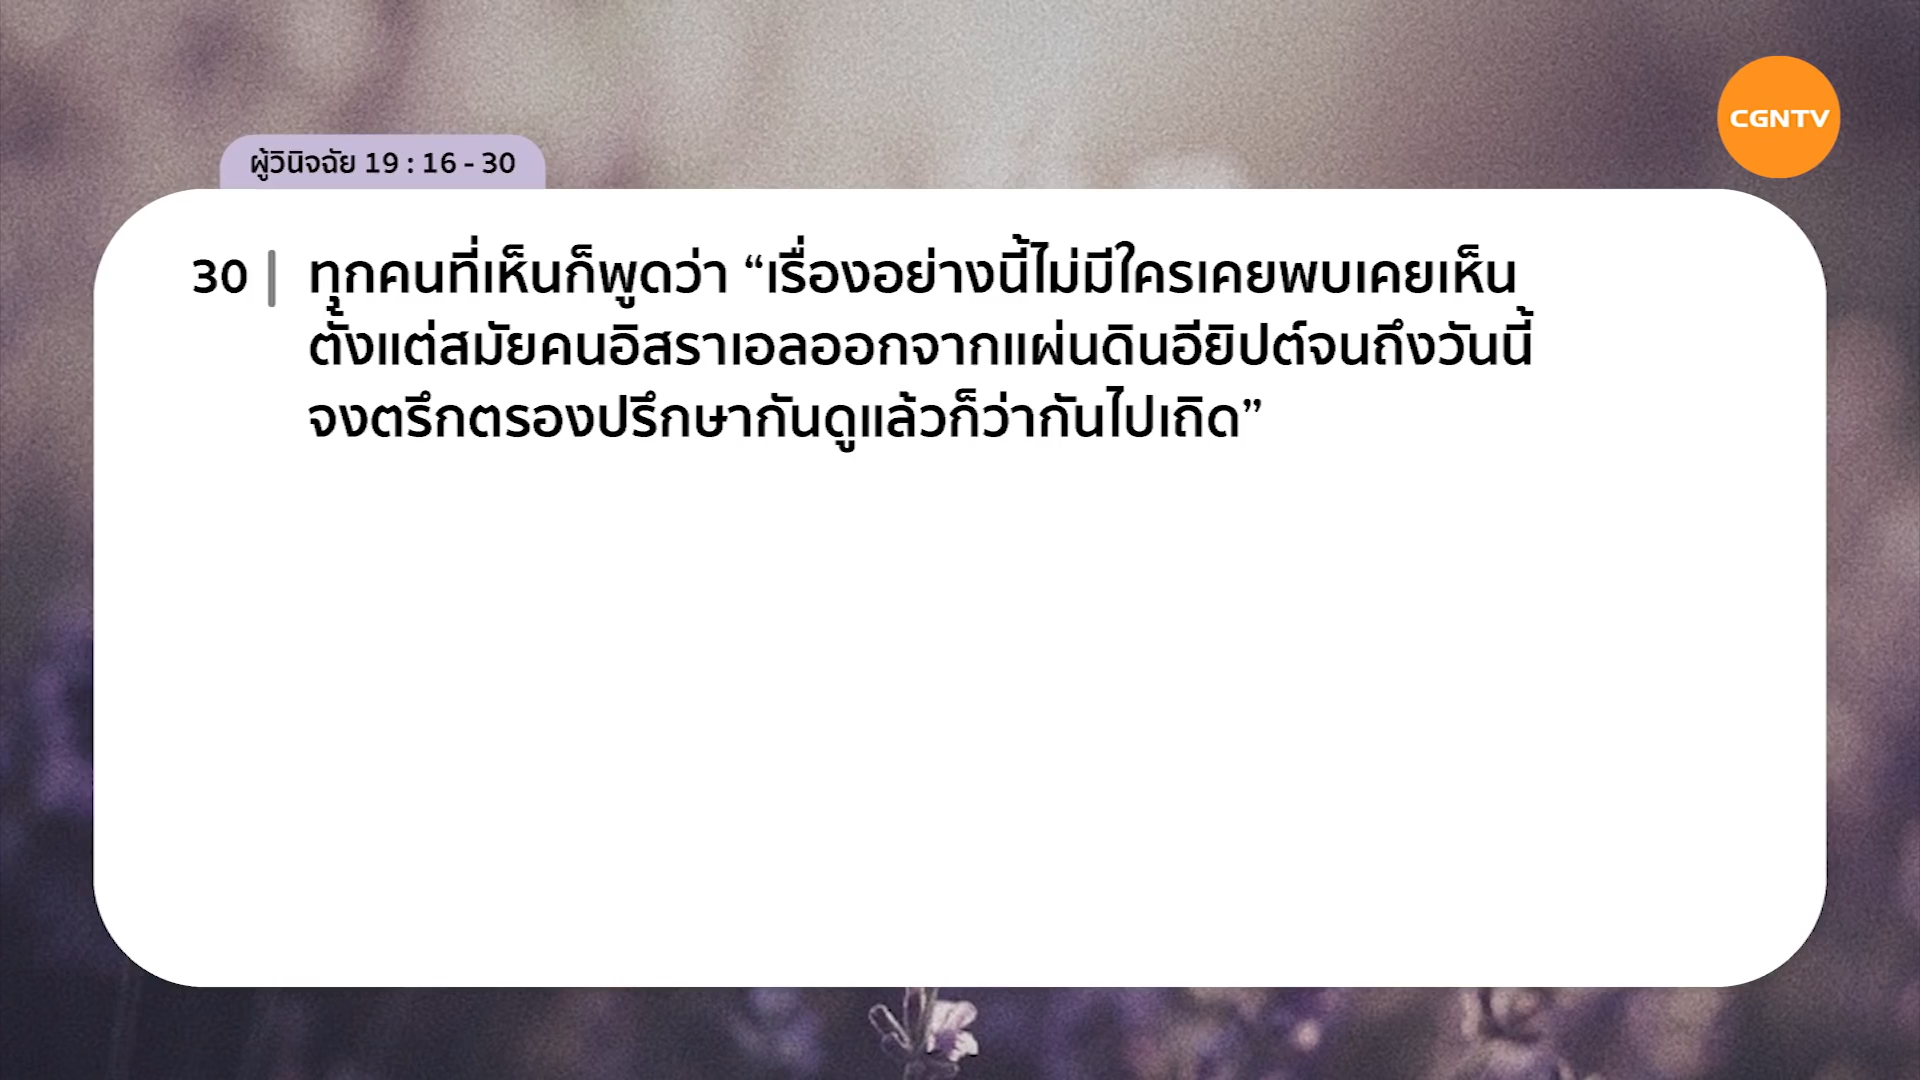 CGNTV
ผู้วินิจฉัย 19 : 16 - 30
30 | ทุกคนที่เห็นก็พูดว่า “เรื่องอย่างนี้ไม่มีใครเคยพบเคยเห็น
ตั้งแต่สมัยคนอิสราเอลออกจากแผ่นดินอียิปต์จนถึงวันนี้
จงตรึกตรองปรึกษากันดูแล้วก็ว่ากันไปเถิด”